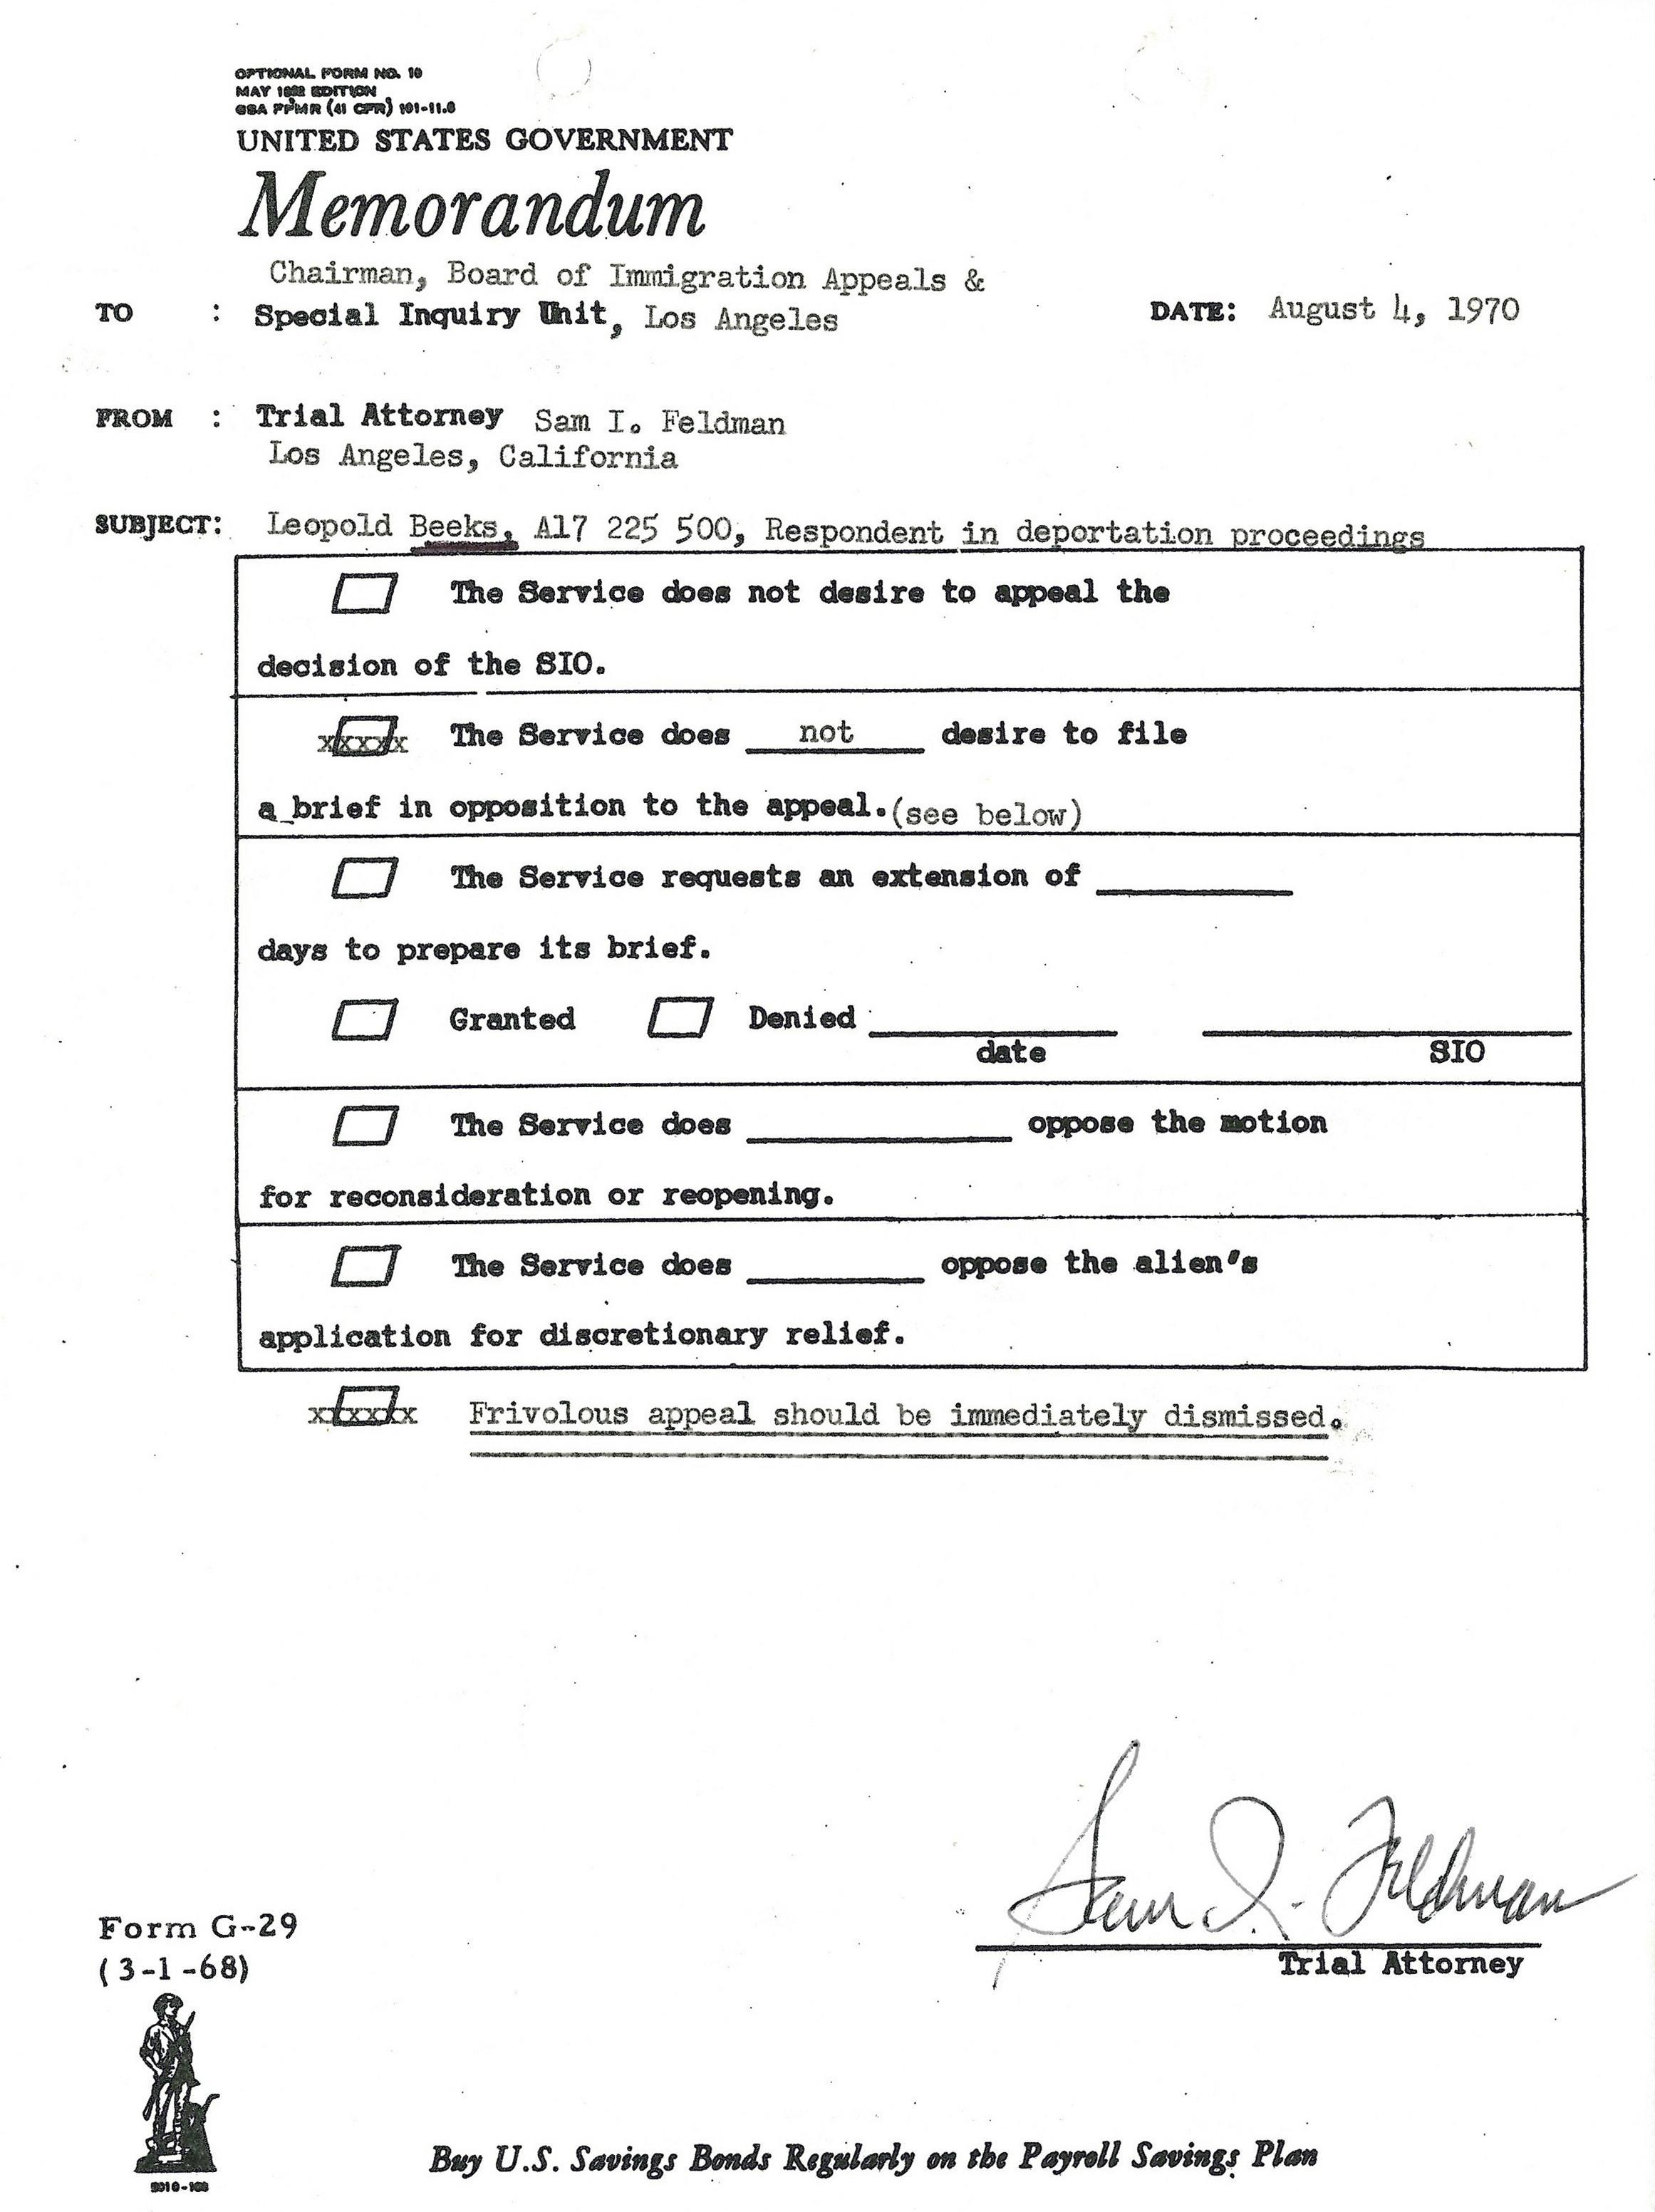 OPTIONAL FORM NO. 10
MAY 1962 EDITION
GSA FPMR (41 CFR) 101-11.6
UNITED STATES GOVERNMENT
Memorandum
Chairman, Board of Immigration Appeals &
TO : Special Inquiry Unit, Los Angeles DATE: August 4, 1970
FROM : Trial Attorney Sam I. Feldman
Los Angeles, California
SUBJECT: Leopold Beeks, A17 225 500, Respondent in deportation proceedings
The Service does not desire to appeal the
decision of the SIO.
xxxxx The Service does not desire to file
a brief in opposition to the appeal.(see below)
The Service requests an extension of
days to prepare its brief.
Granted Denied
date SIO
The Service does oppose the motion
for reconsideration or reopening.
The Service does oppose the alien's
application for discretionary relief.
xxxxxx Frivolous appeal should be immediately dismissed.
Sam I. Feldman
Trial Attorney
Form G-29
(3-1-68)
5010-108
Buy U.S. Savings Bonds Regularly on the Payroll Savings Plan